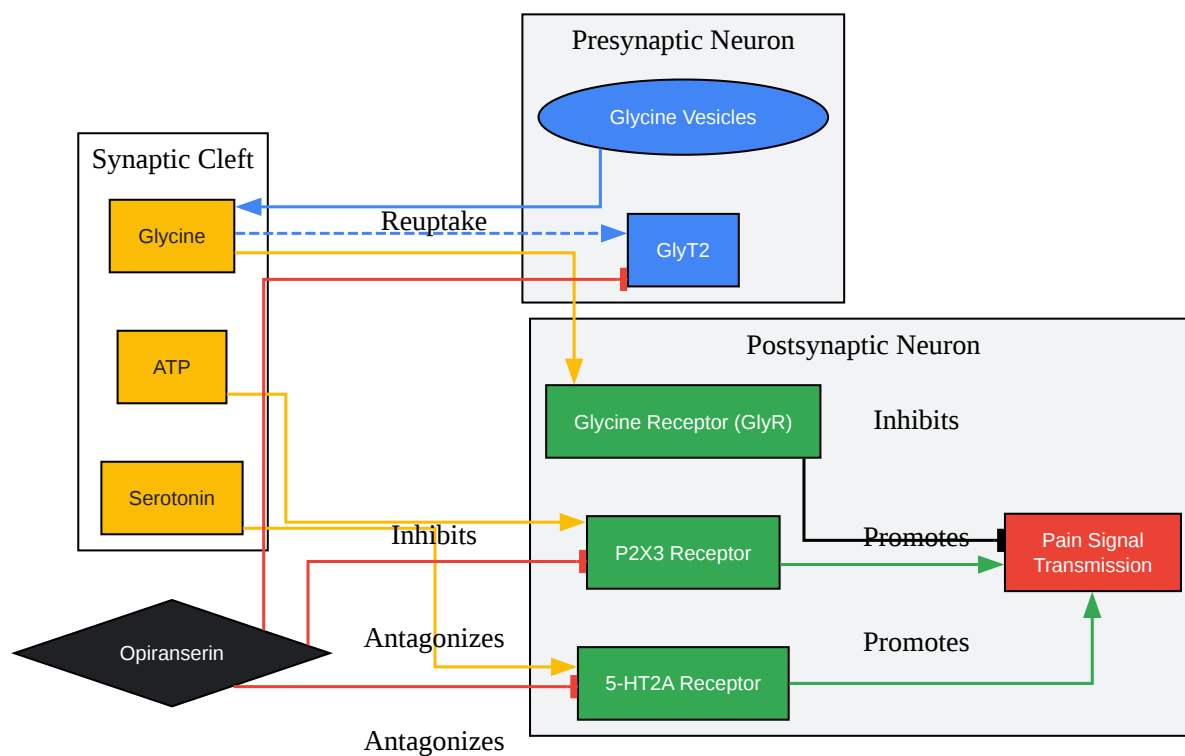 Presynaptic Neuron
Glycine Vesicles
Synaptic Cleft
Glycine
Reuptake
GlyT2
ATP
Postsynaptic Neuron
Glycine Receptor (GlyR)
Inhibits
Serotonin
Inhibits
P2X3 Receptor
Promotes
Pain Signal
Transmission
Opiranserin
Antagonizes
5-HT2A Receptor
Promotes
Antagonizes